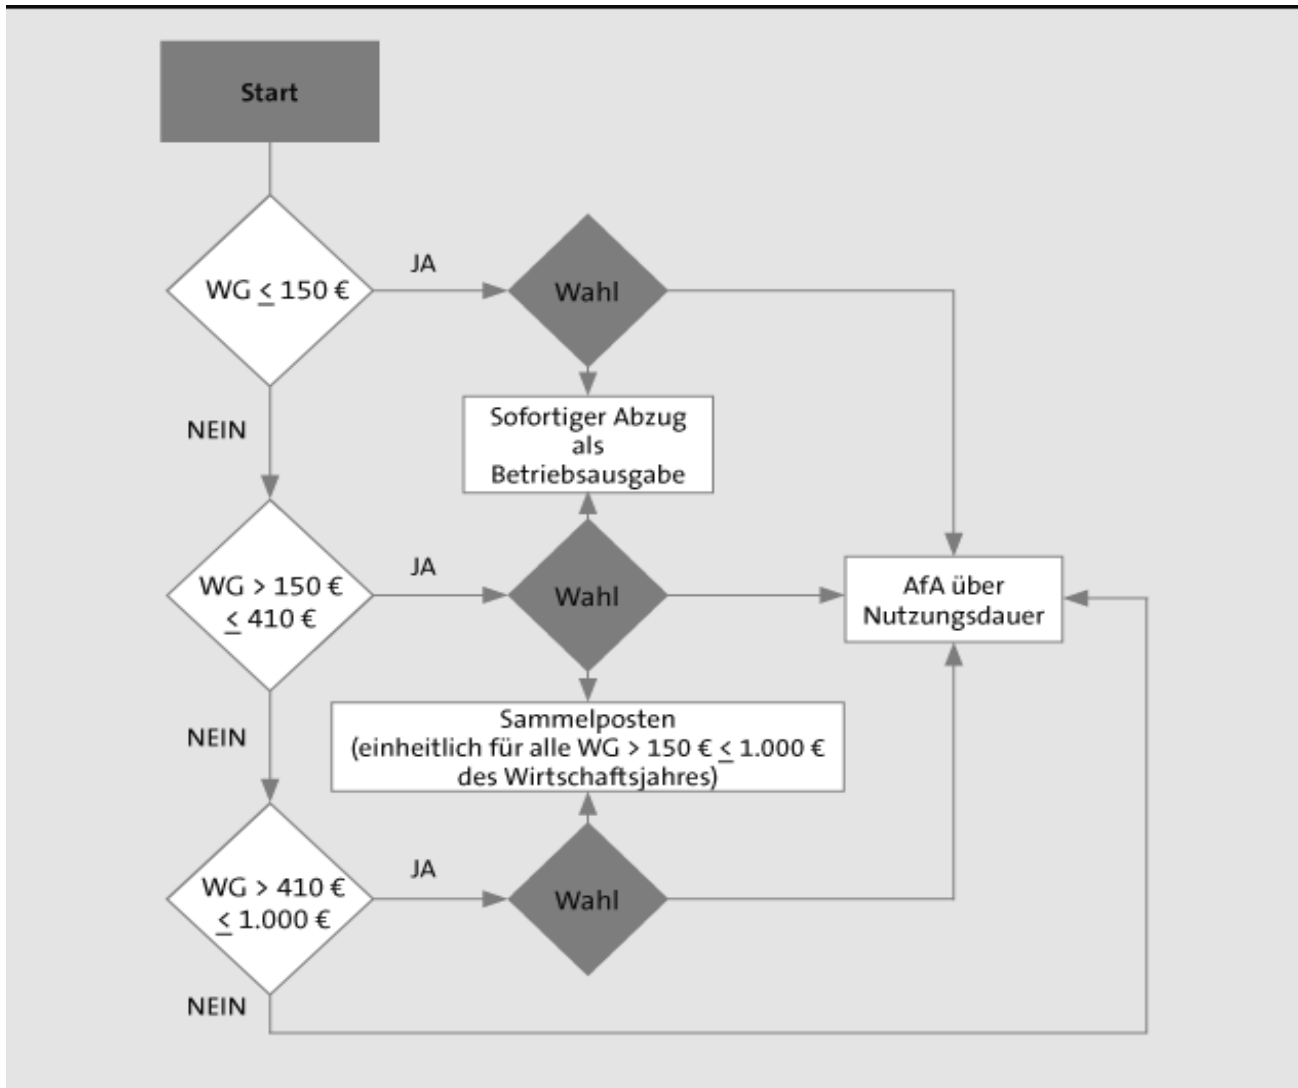 Start
WG ≤ 150 €
JA
Wahl
NEIN
Sofortiger Abzug
als
Betriebsausgabe
WG > 150 €
≤ 410 €
JA
Wahl
AfA über
Nutzungsdauer
NEIN
Sammelposten
(einheitlich für alle WG > 150 € ≤ 1.000 €
des Wirtschaftsjahres)
WG > 410 €
≤ 1.000 €
JA
Wahl
NEIN